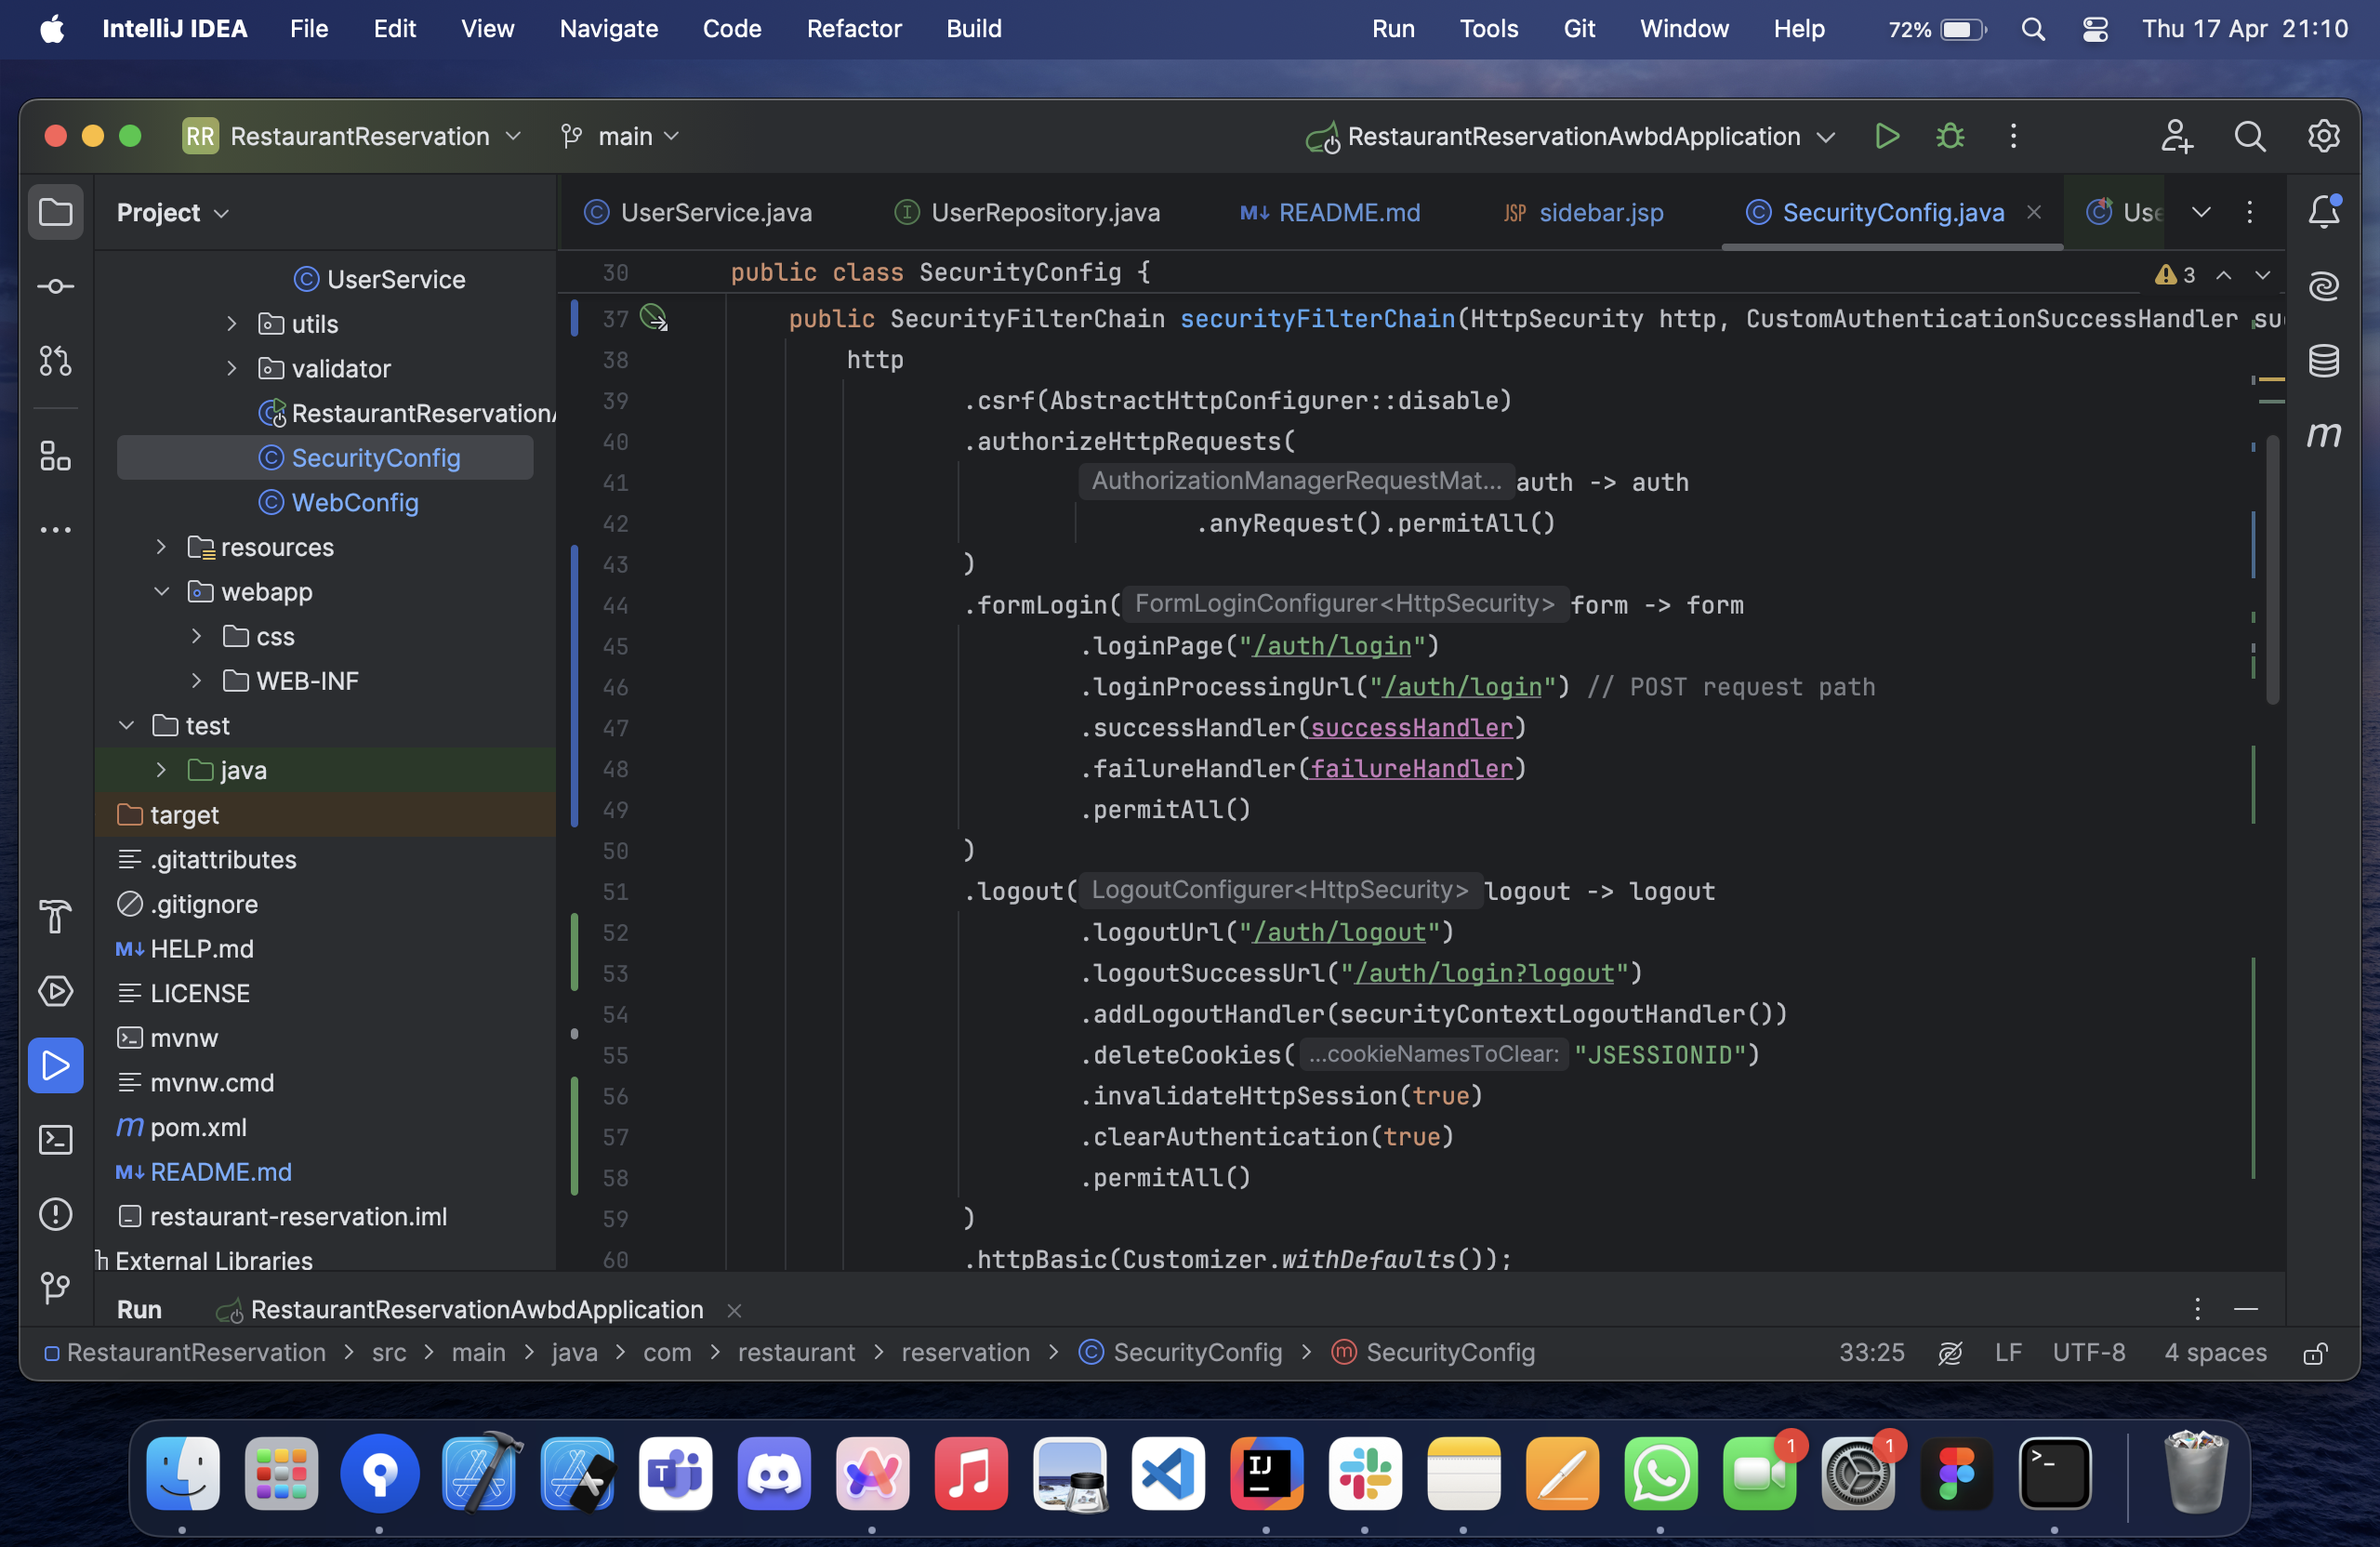 IntelliJ IDEA File Edit View Navigate Code Refactor Build Run Tools Git Window Help 72% Thu 17 Apr 21:10
RR RestaurantReservation main RestaurantReservationAwbdApplication
Project
UserService
utils
validator
RestaurantReservation
SecurityConfig
WebConfig
resources
webapp
css
WEB-INF
test
java
target
.gitattributes
.gitignore
M↓ HELP.md
LICENSE
mvnw
mvnw.cmd
m pom.xml
M↓ README.md
restaurant-reservation.iml
External Libraries
UserService.java UserRepository.java M↓ README.md JSP sidebar.jsp SecurityConfig.java Use
30 public class SecurityConfig { 3
37 public SecurityFilterChain securityFilterChain(HttpSecurity http, CustomAuthenticationSuccessHandler su
38 http
39 .csrf(AbstractHttpConfigurer::disable)
40 .authorizeHttpRequests(
41 AuthorizationManagerRequestMat... auth -> auth
42 .anyRequest().permitAll()
43 )
44 .formLogin( FormLoginConfigurer<HttpSecurity> form -> form
45 .loginPage("/auth/login")
46 .loginProcessingUrl("/auth/login") // POST request path
47 .successHandler(successHandler)
48 .failureHandler(failureHandler)
49 .permitAll()
50 )
51 .logout( LogoutConfigurer<HttpSecurity> logout -> logout
52 .logoutUrl("/auth/logout")
53 .logoutSuccessUrl("/auth/login?logout")
54 .addLogoutHandler(securityContextLogoutHandler())
55 .deleteCookies( ...cookieNamesToClear: "JSESSIONID")
56 .invalidateHttpSession(true)
57 .clearAuthentication(true)
58 .permitAll()
59 )
60 .httpBasic(Customizer.withDefaults());
m
Run RestaurantReservationAwbdApplication
RestaurantReservation > src > main > java > com > restaurant > reservation > SecurityConfig > SecurityConfig 33:25 LF UTF-8 4 spaces
T IJ 1 1